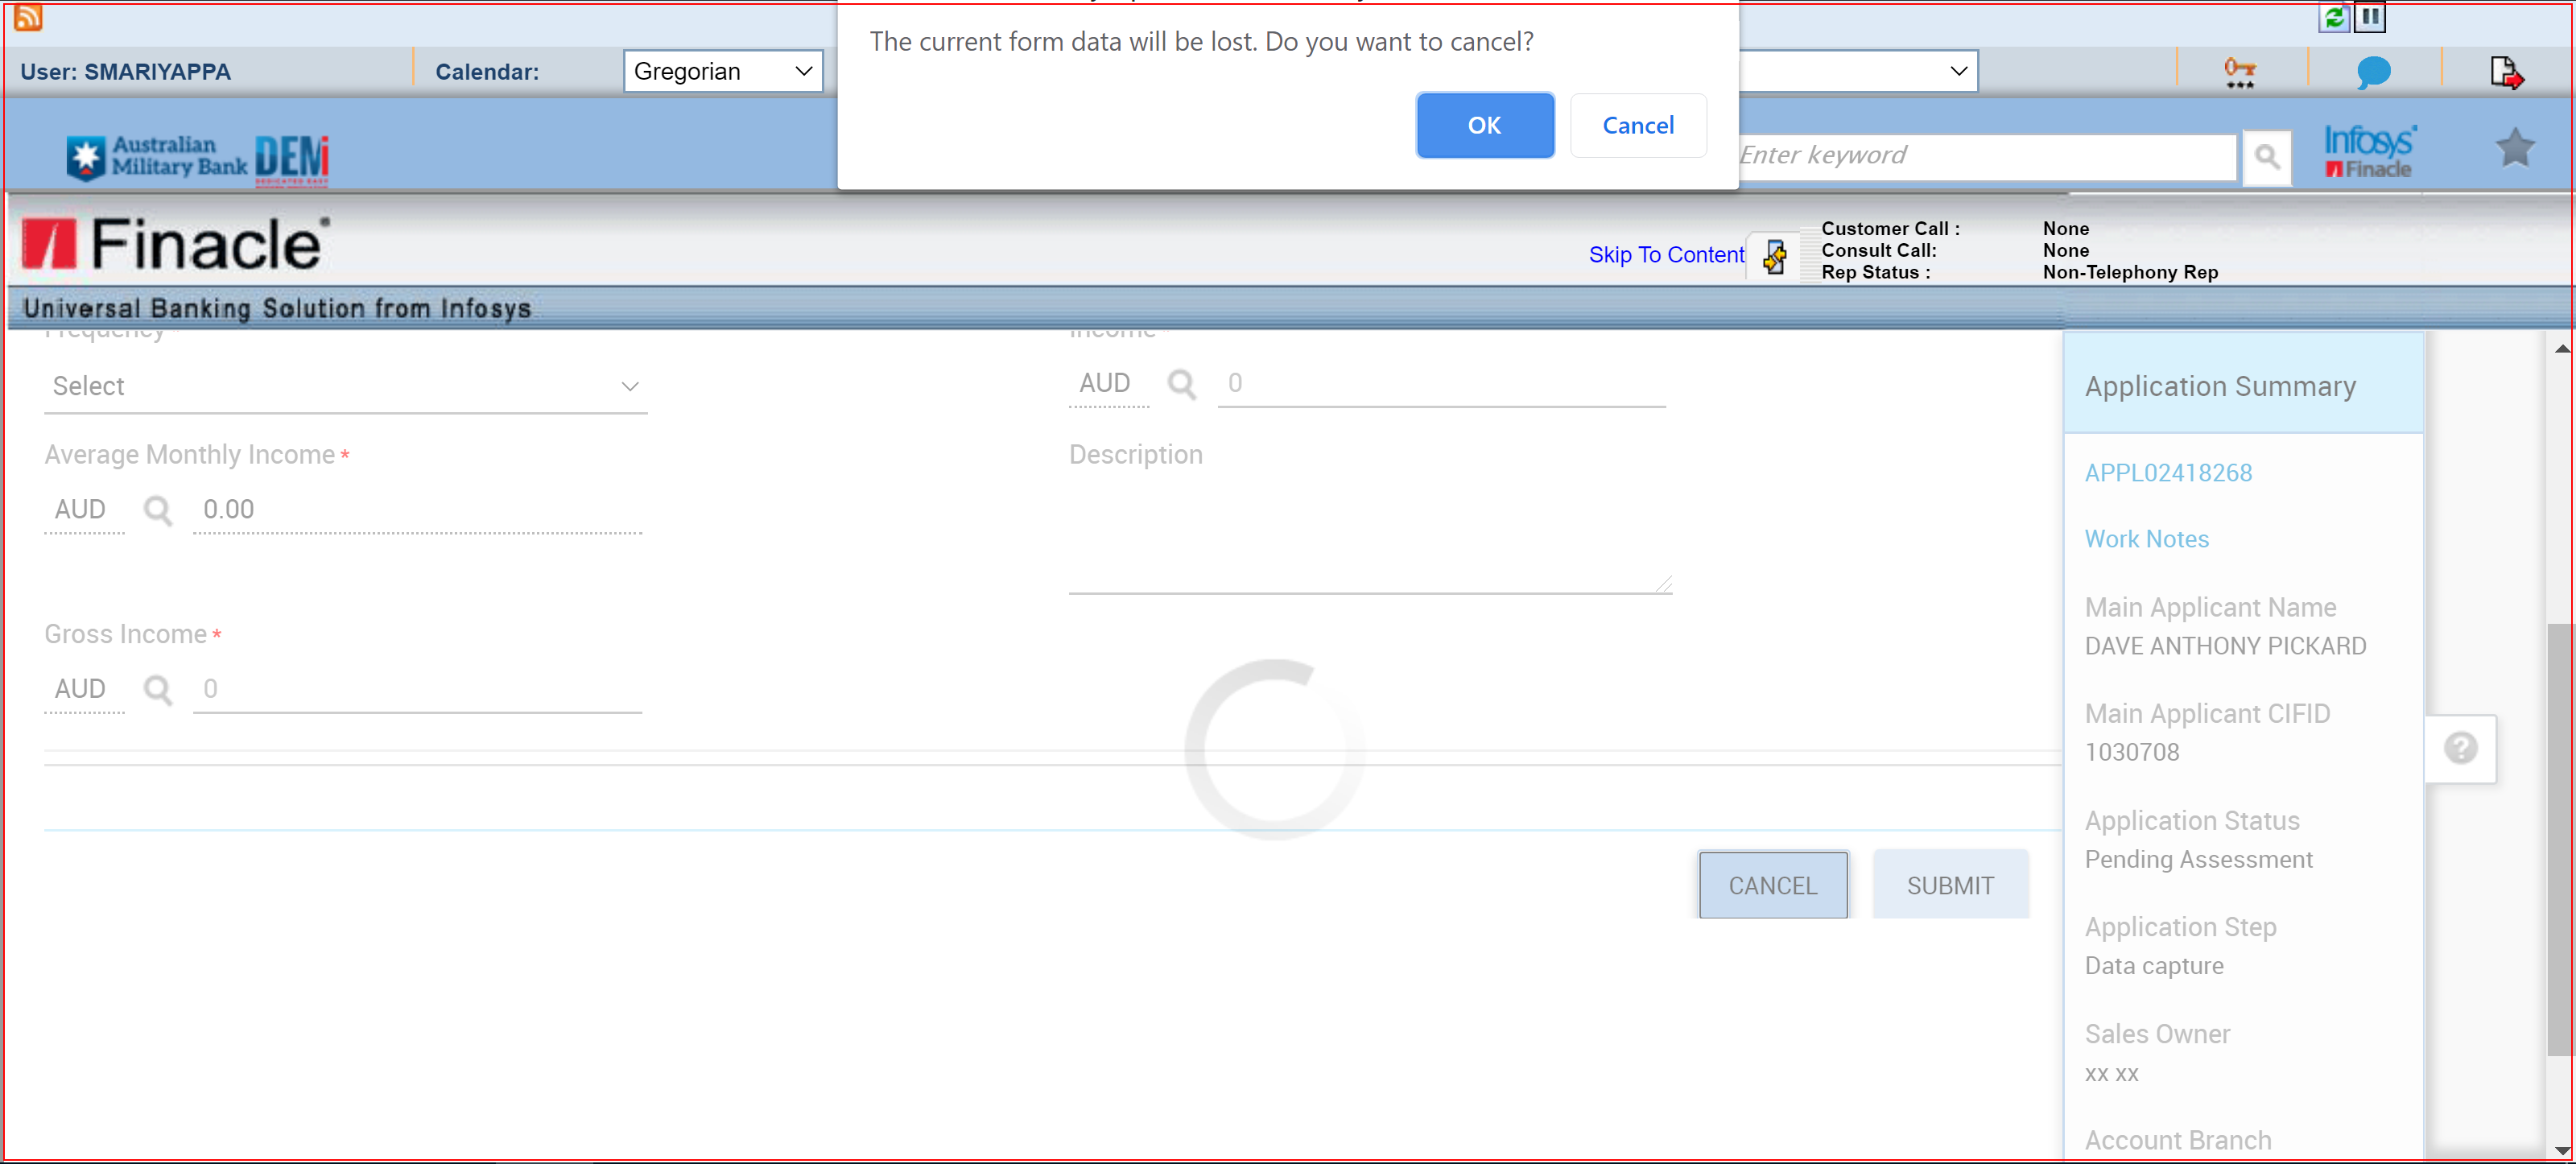 The current form data will be lost. Do you want to cancel?
OK
Cancel
User: SMARIYAPPA
Calendar:
Gregorian
Australian
Military Bank
DEMi
Enter keyword
Infosys
Finacle
Finacle
Skip To Content
Customer Call : None
Consult Call: None
Rep Status : Non-Telephony Rep
Universal Banking Solution from Infosys
Frequency
Income *
Select
AUD
0
Average Monthly Income *
Description
AUD
0.00
Gross Income *
AUD
0
CANCEL
SUBMIT
Application Summary
APPL02418268
Work Notes
Main Applicant Name
DAVE ANTHONY PICKARD
Main Applicant CIFID
1030708
Application Status
Pending Assessment
Application Step
Data capture
Sales Owner
xx xx
Account Branch